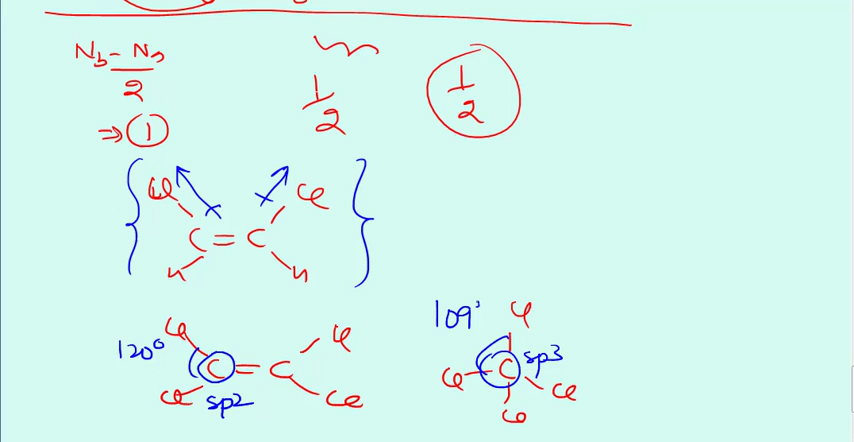 Nb - Na
2
⇒ 1
1
2
1
2
Cl Cl
C = C
H H
Cl Cl
120° C = C
Cl sp2 Cl
109° Cl
Cl C sp3
Cl Cl